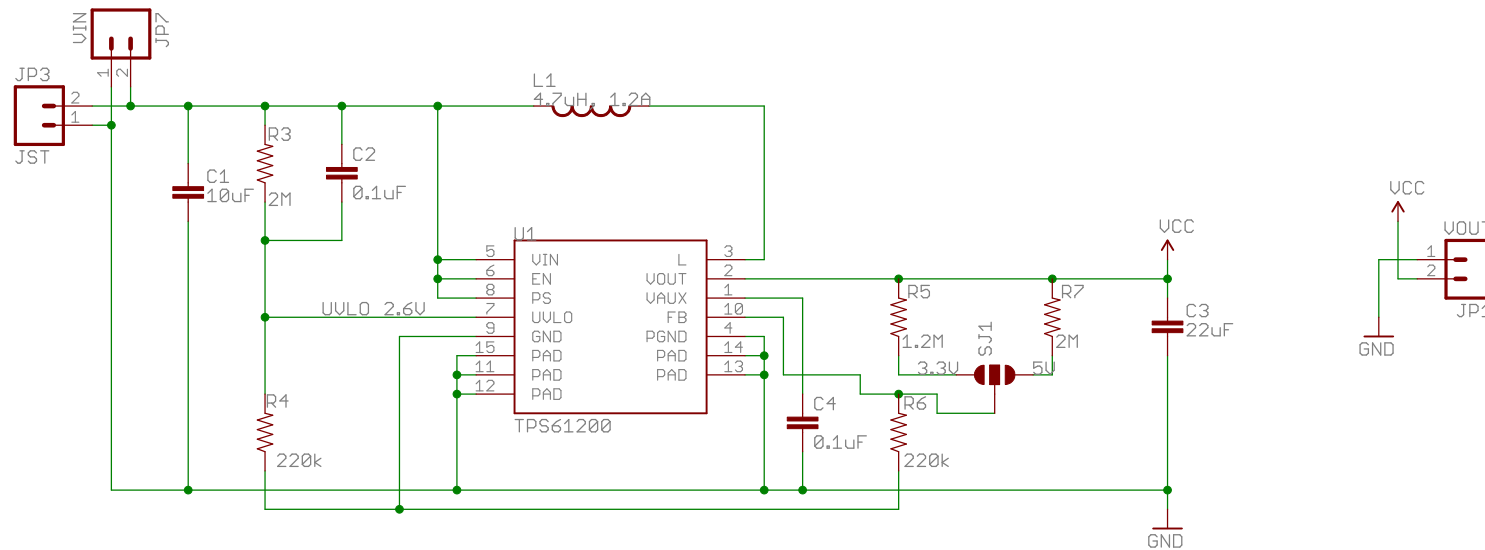 VIN
JP7
1
2
JP3
2
1
JST
L1
4.7uH, 1.2A
R3
2M
C1
10uF
C2
0.1uF
UVLO 2.6V
R4
220k
U1
5 VIN
6 EN
8 PS
7 UVLO
9 GND
15 PAD
11 PAD
12 PAD
L 3
VOUT 2
VAUX 1
FB 10
PGND 4
PAD 14
PAD 13
TPS61200
C4
0.1uF
R5
1.2M
3.3V
SJ1
5V
R7
2M
R6
220k
VCC
C3
22uF
GND
VCC
VOUT
1
2
JP1
GND